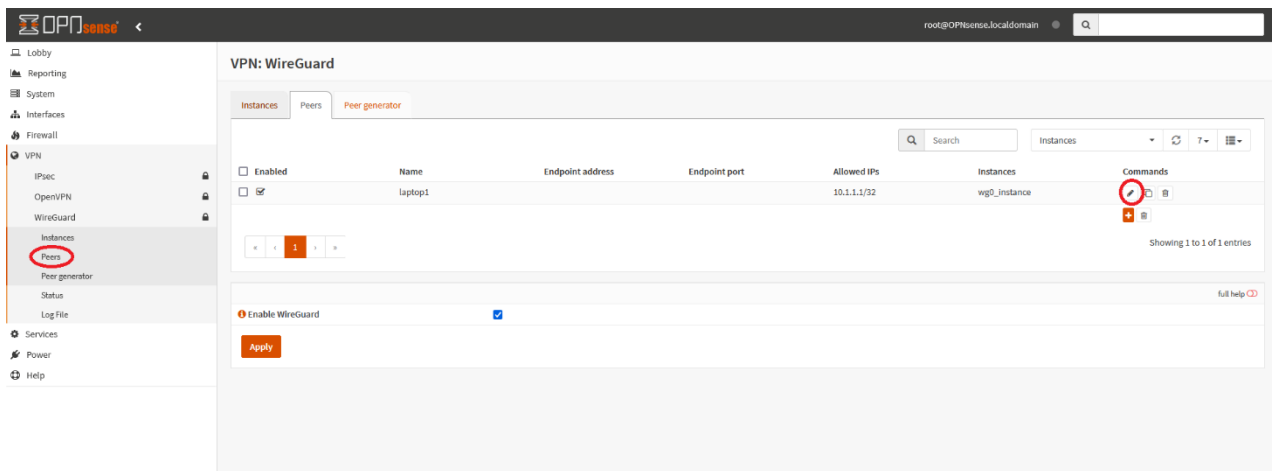 OPNsense
root@OPNsense.localdomain
Lobby
Reporting
System
Interfaces
Firewall
VPN
IPsec
OpenVPN
WireGuard
Instances
Peers
Peer generator
Status
Log File
Services
Power
Help
VPN: WireGuard
Instances Peers Peer generator
Search Instances ?
Enabled Name Endpoint address Endpoint port Allowed IPs Instances Commands
laptop1 10.1.1.1/32 wg0_instance
« ‹ 1 › »
Showing 1 to 1 of 1 entries
full help
Enable WireGuard
Apply